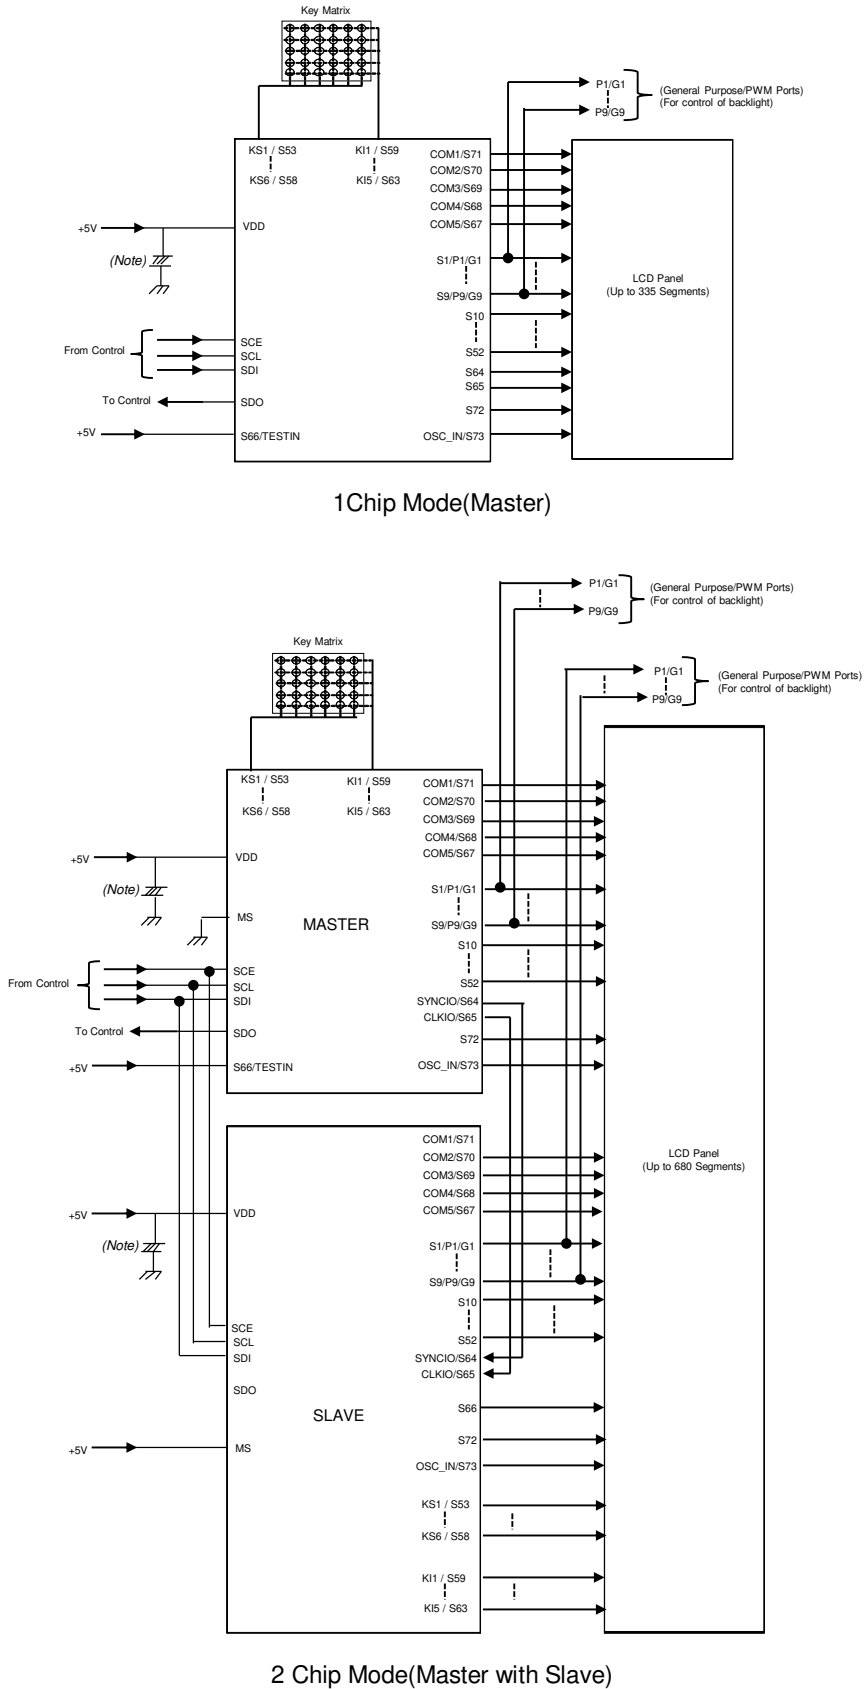 Key Matrix
P1/G1
P9/G9
(General Purpose/PWM Ports)
(For control of backlight)
KS1 / S53
KS6 / S58
KI1 / S59
KI5 / S63
COM1/S71
COM2/S70
COM3/S69
COM4/S68
COM5/S67
+5V
VDD
(Note)
S1/P1/G1
S9/P9/G9
S10
S52
S64
S65
S72
OSC_IN/S73
LCD Panel
(Up to 335 Segments)
From Control
SCE
SCL
SDI
To Control
SDO
+5V
S66/TESTIN
1Chip Mode(Master)
P1/G1
P9/G9
(General Purpose/PWM Ports)
(For control of backlight)
Key Matrix
P1/G1
P9/G9
(General Purpose/PWM Ports)
(For control of backlight)
KS1 / S53
KS6 / S58
KI1 / S59
KI5 / S63
COM1/S71
COM2/S70
COM3/S69
COM4/S68
COM5/S67
+5V
VDD
(Note)
MS
MASTER
S1/P1/G1
S9/P9/G9
S10
S52
SYNCIO/S64
CLKIO/S65
S72
OSC_IN/S73
From Control
SCE
SCL
SDI
To Control
SDO
+5V
S66/TESTIN
COM1/S71
COM2/S70
COM3/S69
COM4/S68
COM5/S67
LCD Panel
(Up to 680 Segments)
+5V
VDD
(Note)
S1/P1/G1
S9/P9/G9
S10
S52
SYNCIO/S64
CLKIO/S65
SCE
SCL
SDI
SDO
SLAVE
+5V
MS
S66
S72
OSC_IN/S73
KS1 / S53
KS6 / S58
KI1 / S59
KI5 / S63
2 Chip Mode(Master with Slave)